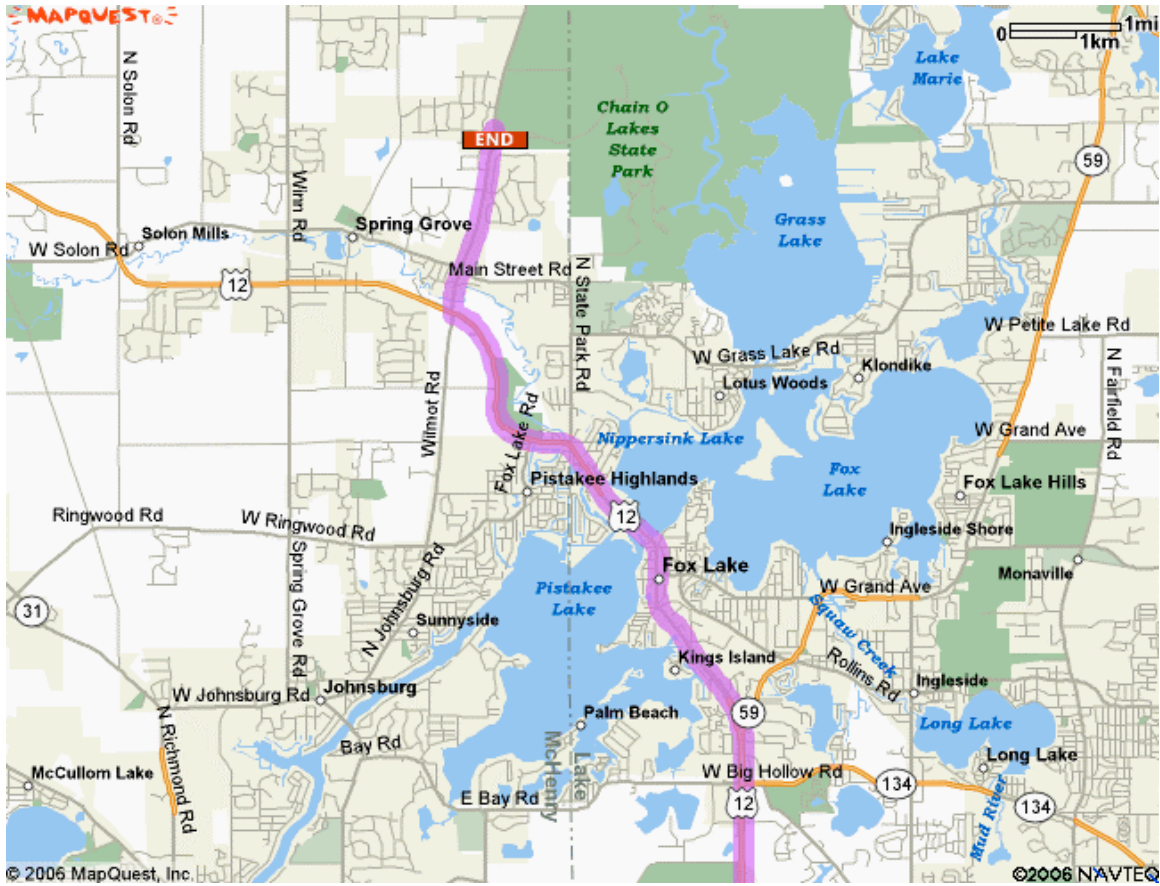 MAPQUEST
0
1mi
1km
N Solon Rd
Lake
Marie
Chain O
Lakes
State
Park
END
59
Winn Rd
Spring Grove
Grass
Lake
Solon Mills
W Solon Rd
Main Street Rd
12
N State Park Rd
W Petite Lake Rd
W Grass Lake Rd
Klondike
Lotus Woods
N Fairfield Rd
Wilmot Rd
Fox Lake Rd
Nippersink Lake
W Grand Ave
Fox
Lake
Pistakee Highlands
Fox Lake Hills
Ringwood Rd
W Ringwood Rd
12
Ingleside Shore
Fox Lake
Monaville
W Grand Ave
Pistakee
Lake
31
Spring Grove Rd
N Johnsburg Rd
Sunnyside
Squaw Creek
Kings Island
Rollins Rd
Ingleside
W Johnsburg Rd
Johnsburg
N Richmond Rd
Palm Beach
59
Long Lake
Bay Rd
McHenry
Lake
Long Lake
McCullom Lake
W Big Hollow Rd
134
E Bay Rd
12
134
Mud River
© 2006 MapQuest, Inc.
©2006 NAVTEQ